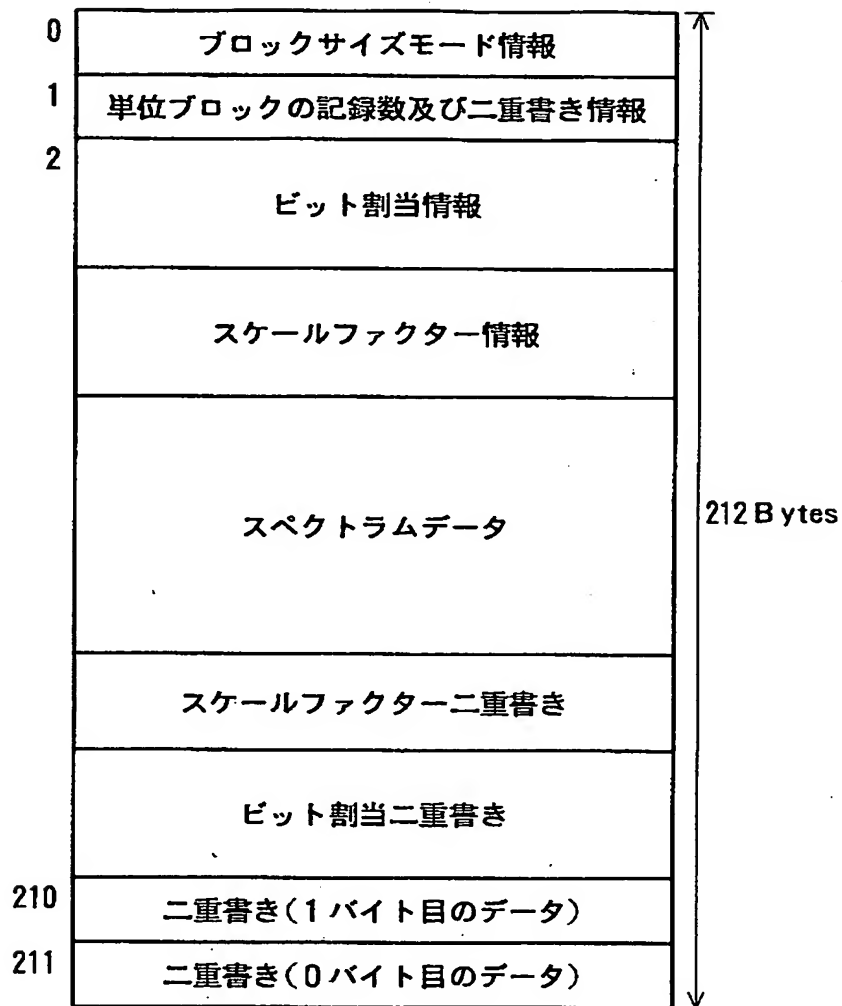 0
ブロックサイズモード情報
1
単位ブロックの記録数及び二重書き情報
2
ビット割当情報
スケールファクター情報
スペクトラムデータ
212 Bytes
スケールファクター二重書き
ビット割当二重書き
210
二重書き(1バイト目のデータ)
211
二重書き(0バイト目のデータ)